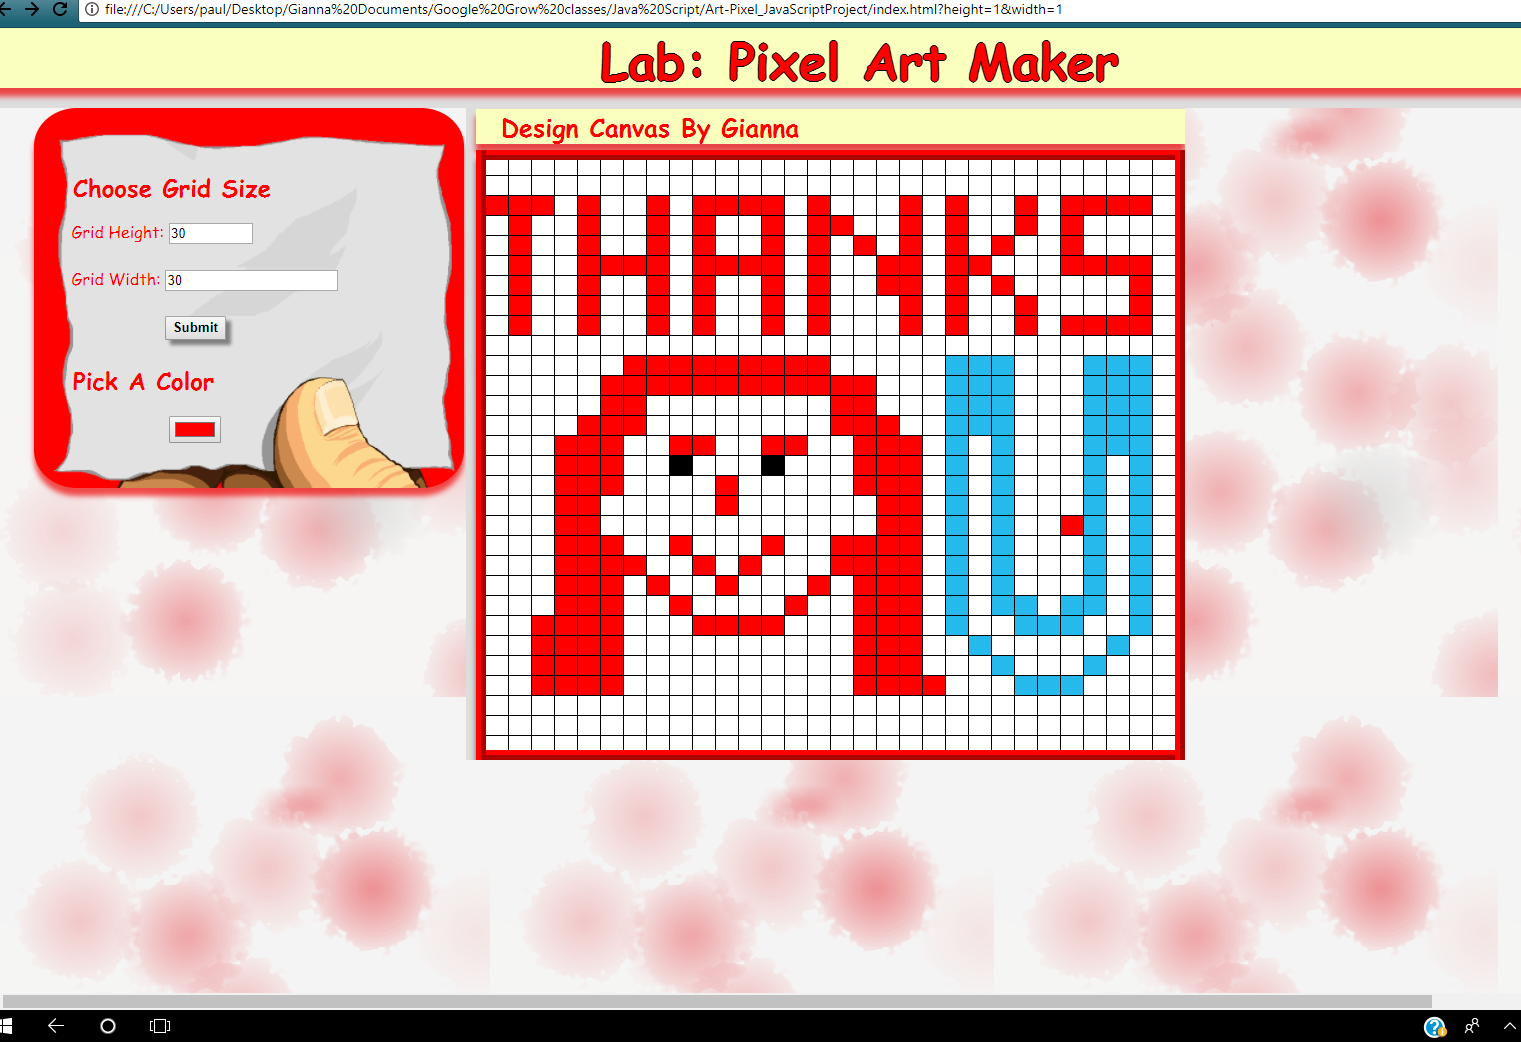 file:///C:/Users/paul/Desktop/Gianna%20Documents/Google%20Grow%20classes/Java%20Script/Art-Pixel_JavaScriptProject/index.html?height=1&width=1
Lab: Pixel Art Maker
Choose Grid Size
Grid Height: 30
Grid Width: 30
Submit
Pick A Color
Design Canvas By Gianna
THANKS
U